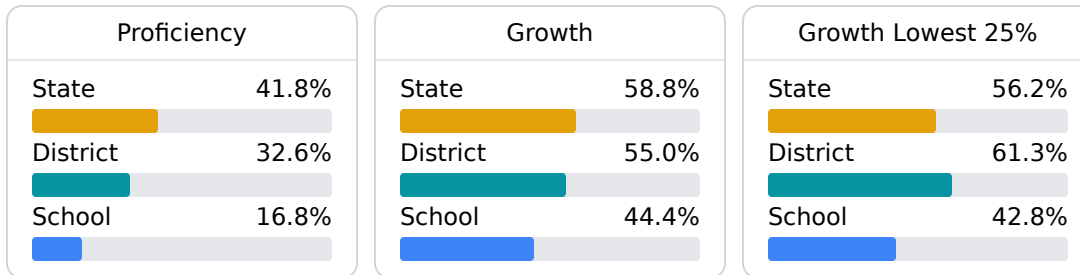 Proficiency
State 41.8%
District 32.6%
School 16.8%
Growth
State 58.8%
District 55.0%
School 44.4%
Growth Lowest 25%
State 56.2%
District 61.3%
School 42.8%